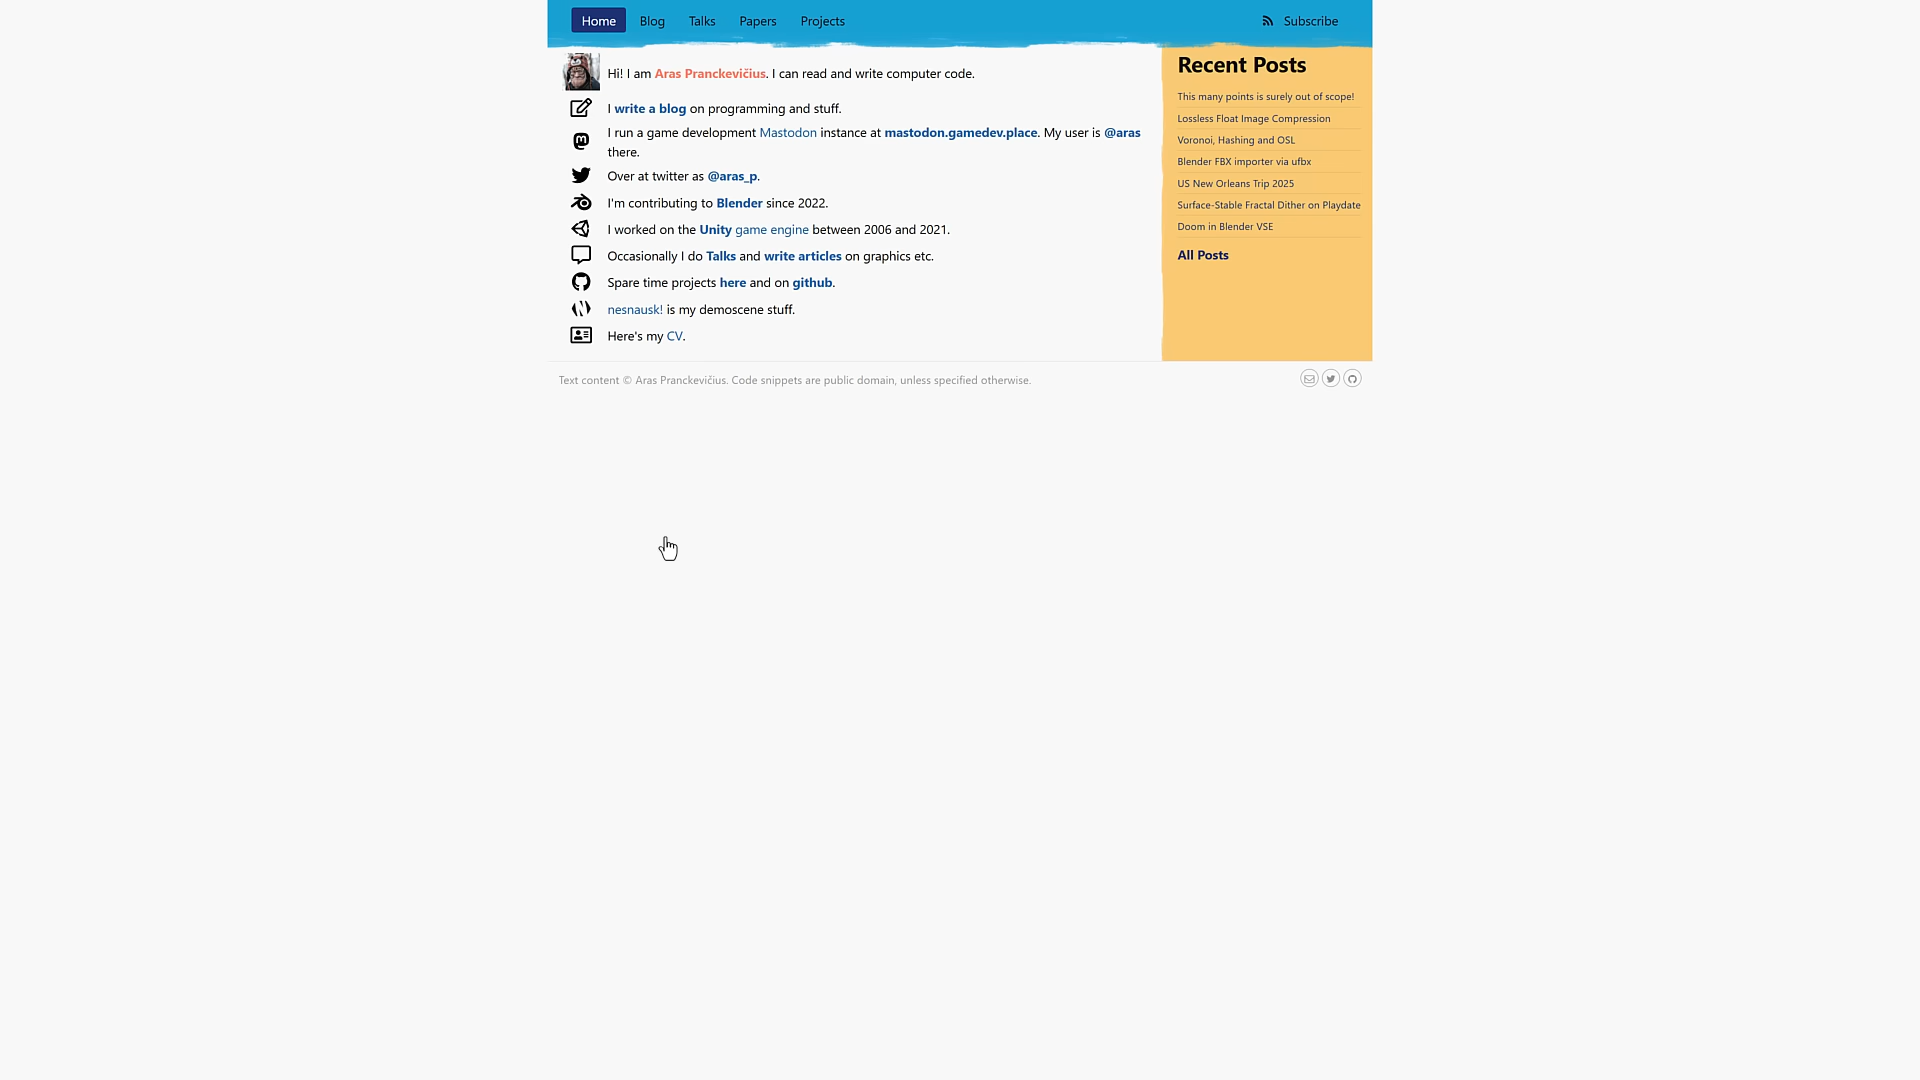 Home Blog Talks Papers Projects Subscribe
Hi! I am Aras Pranckevičius. I can read and write computer code.
I write a blog on programming and stuff.
I run a game development Mastodon instance at mastodon.gamedev.place. My user is @aras
there.
Over at twitter as @aras_p.
I'm contributing to Blender since 2022.
I worked on the Unity game engine between 2006 and 2021.
Occasionally I do Talks and write articles on graphics etc.
Spare time projects here and on github.
nesnausk! is my demoscene stuff.
Here's my CV.
Recent Posts
This many points is surely out of scope!
Lossless Float Image Compression
Voronoi, Hashing and OSL
Blender FBX importer via ufbx
US New Orleans Trip 2025
Surface-Stable Fractal Dither on Playdate
Doom in Blender VSE
All Posts
Text content © Aras Pranckevičius. Code snippets are public domain, unless specified otherwise.